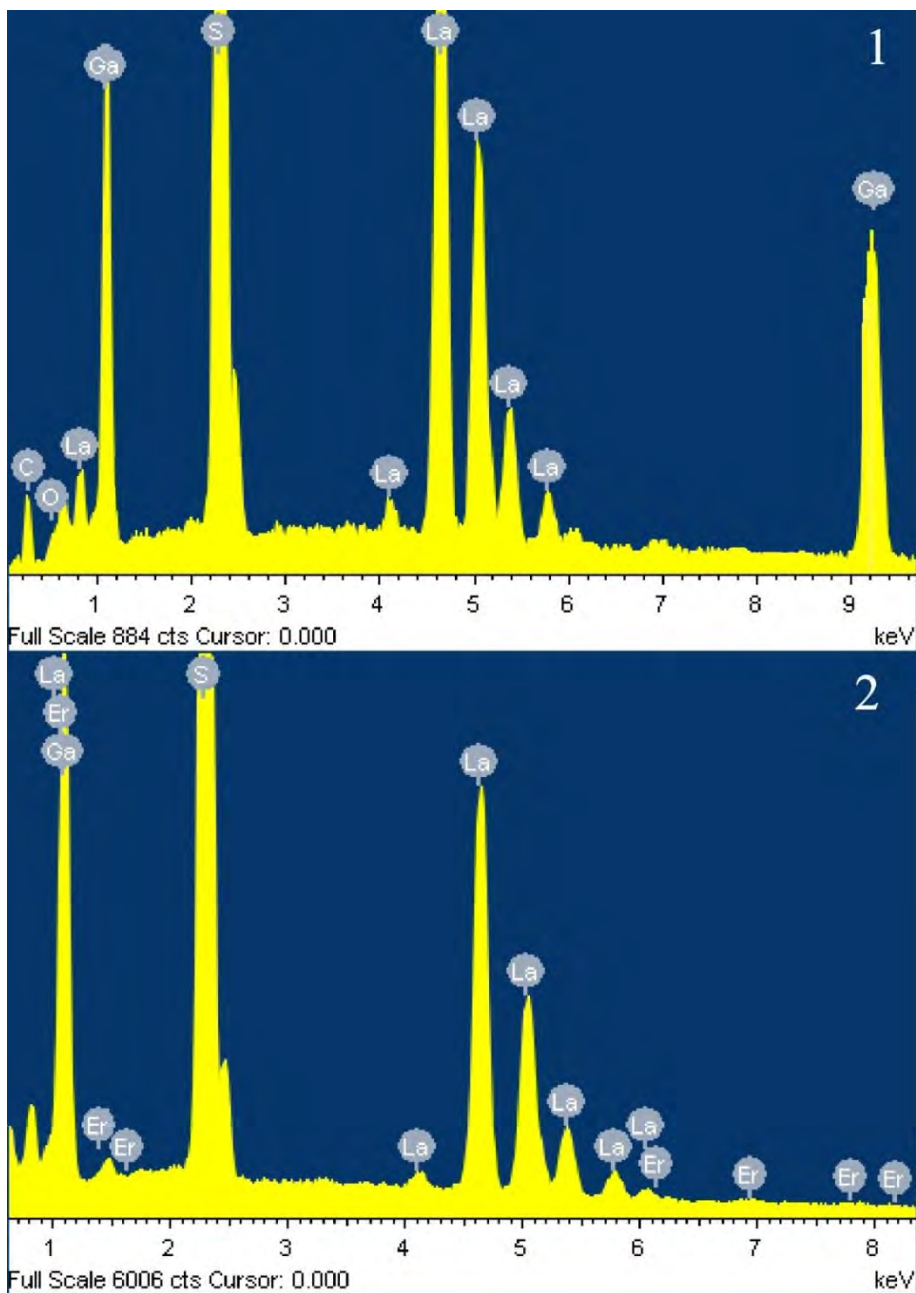 S La 1
Ga
La
Ga
La
C La O La La
1 2 3 4 5 6 7 8 9
Full Scale 884 cts Cursor: 0.000 keV
La S 2
Er
Ga La
La
Er Er La La La La Er Er Er Er
1 2 3 4 5 6 7 8
Full Scale 6006 cts Cursor: 0.000 keV